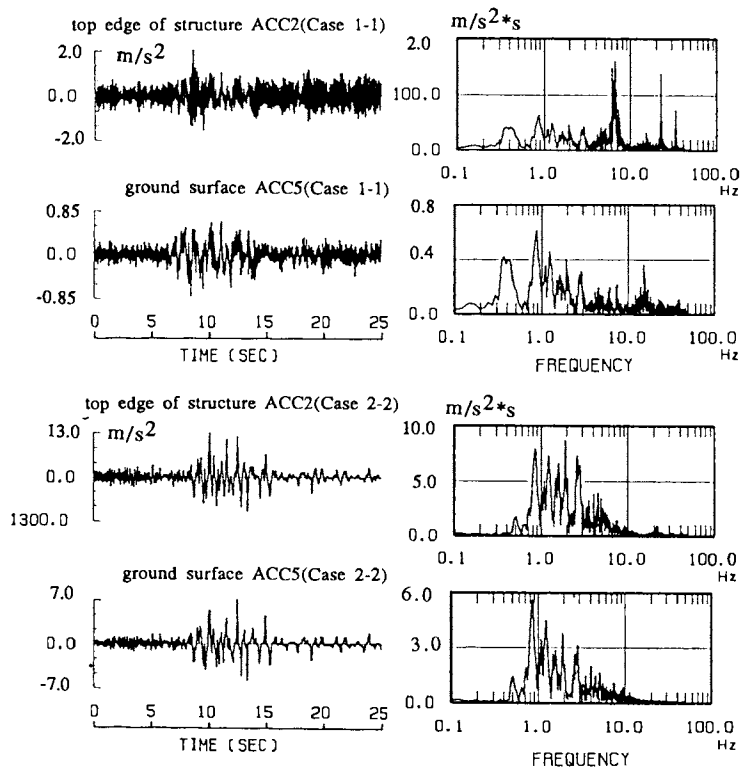 top edge of structure ACC2(Case 1-1)
m/s²
2.0
0.0
-2.0
m/s²*s
2.0
100.0
0.0
0.1 1.0 10.0 100.0
Hz
ground surface ACC5(Case 1-1)
0.85
0.0
-0.85
0 5 10 15 20 25
TIME (SEC)
0.8
0.4
0.0
0.1 1.0 10.0 100.0
Hz
FREQUENCY
top edge of structure ACC2(Case 2-2)
m/s²
13.0
0.0
1300.0
m/s²*s
10.0
5.0
0.0
0.1 1.0 10.0 100.0
Hz
ground surface ACC5(Case 2-2)
7.0
0.0
-7.0
0 5 10 15 20 25
TIME (SEC)
6.0
3.0
0.0
0.1 1.0 10.0 100.0
Hz
FREQUENCY